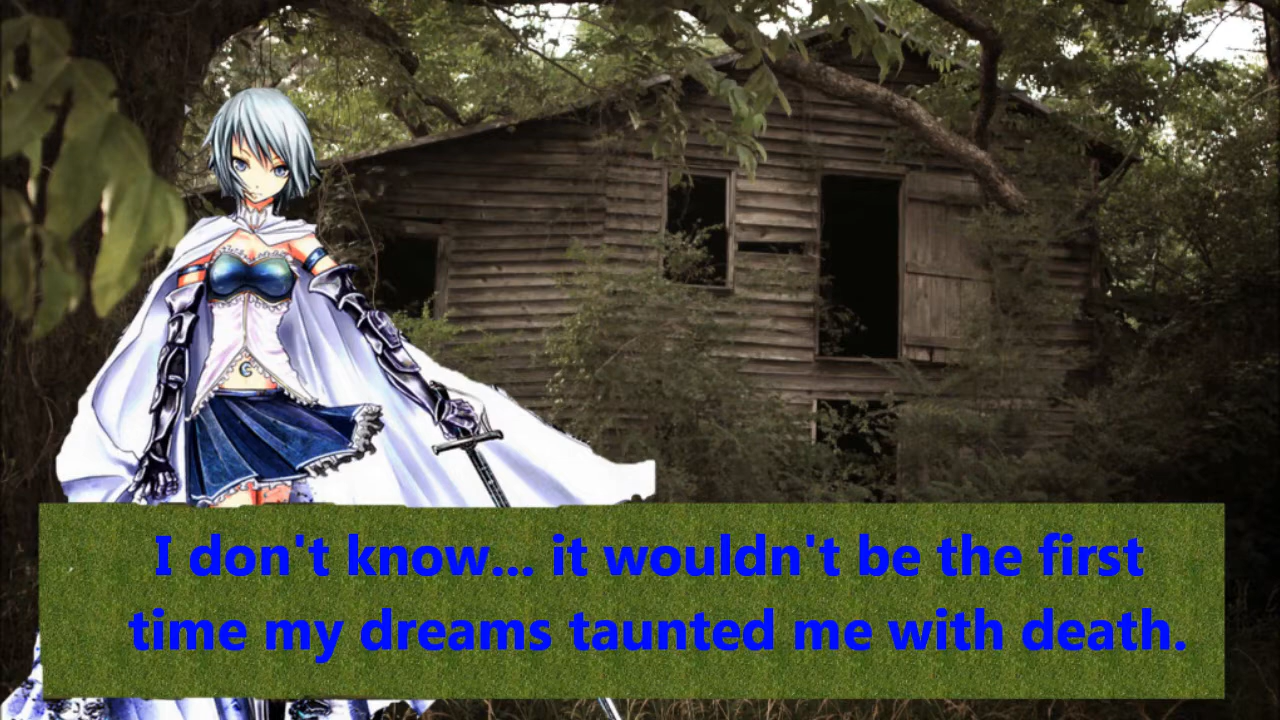 I don't know... it wouldn't be the first
time my dreams taunted me with death.